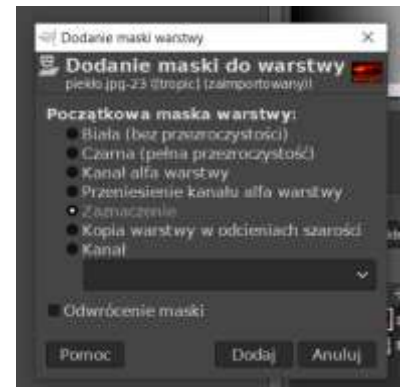 Dodanie maski warstwy
Dodanie maski do warstwy
piekło.jpg-23 ([tropic] (zaimportowany))
Początkowa maska warstwy:
Biała (bez przezroczystości)
Czarna (pełna przezroczystość)
Kanał alfa warstwy
Przeniesienie kanału alfa warstwy
Zaznaczenie
Kopia warstwy w odcieniach szarości
Kanał
Odwrócenie maski
Pomoc Dodaj Anuluj